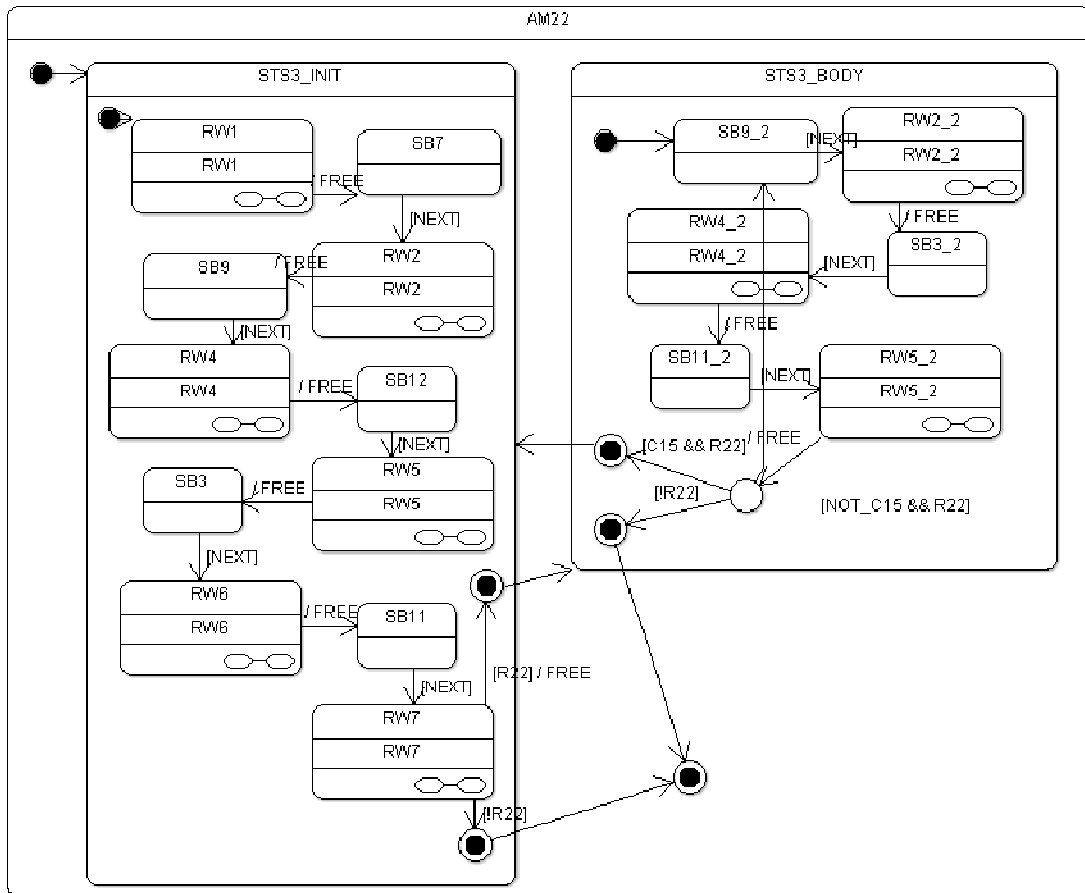 AM22
STS3_INIT
RW1
RW1
/ FREE
SB7
[NEXT]
RW2
RW2
/ FREE
SB9
[NEXT]
RW4
RW4
/ FREE
SB12
[NEXT]
RW5
RW5
/ FREE
SB3
[NEXT]
RW6
RW6
/ FREE
SB11
[NEXT]
RW7
RW7
[R22] / FREE
[!R22]
STS3_BODY
SB9_2
[NEXT]
RW2_2
RW2_2
/ FREE
SB3_2
[NEXT]
RW4_2
RW4_2
/ FREE
SB11_2
[NEXT]
RW5_2
RW5_2
/ FREE
[C15 && R22]
[!R22]
[NOT_C15 && R22]